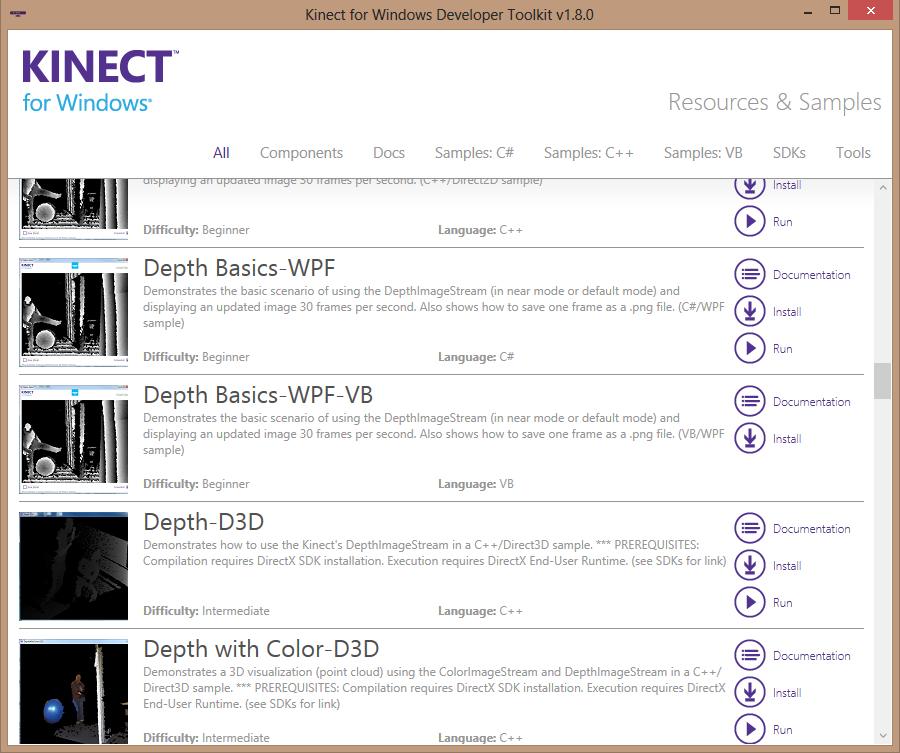 Kinect for Windows Developer Toolkit v1.8.0
KINECT™
for Windows®
Resources & Samples
All Components Docs Samples: C# Samples: C++ Samples: VB SDKs Tools
displaying an updated image 30 frames per second. (C++/Direct2D sample)
Install
Run
Difficulty: Beginner Language: C++
Depth Basics-WPF
Demonstrates the basic scenario of using the DepthImageStream (in near mode or default mode) and
displaying an updated image 30 frames per second. Also shows how to save one frame as a .png file. (C#/WPF
sample)
Difficulty: Beginner Language: C#
Documentation
Install
Run
Depth Basics-WPF-VB
Demonstrates the basic scenario of using the DepthImageStream (in near mode or default mode) and
displaying an updated image 30 frames per second. Also shows how to save one frame as a .png file. (VB/WPF
sample)
Difficulty: Beginner Language: VB
Documentation
Install
Depth-D3D
Demonstrates how to use the Kinect's DepthImageStream in a C++/Direct3D sample. *** PREREQUISITES:
Compilation requires DirectX SDK installation. Execution requires DirectX End-User Runtime. (see SDKs for link)
Difficulty: Intermediate Language: C++
Documentation
Install
Run
Depth with Color-D3D
Demonstrates a 3D visualization (point cloud) using the ColorImageStream and DepthImageStream in a C++/
Direct3D sample. *** PREREQUISITES: Compilation requires DirectX SDK installation. Execution requires DirectX
End-User Runtime. (see SDKs for link)
Difficulty: Intermediate Language: C++
Documentation
Install
Run